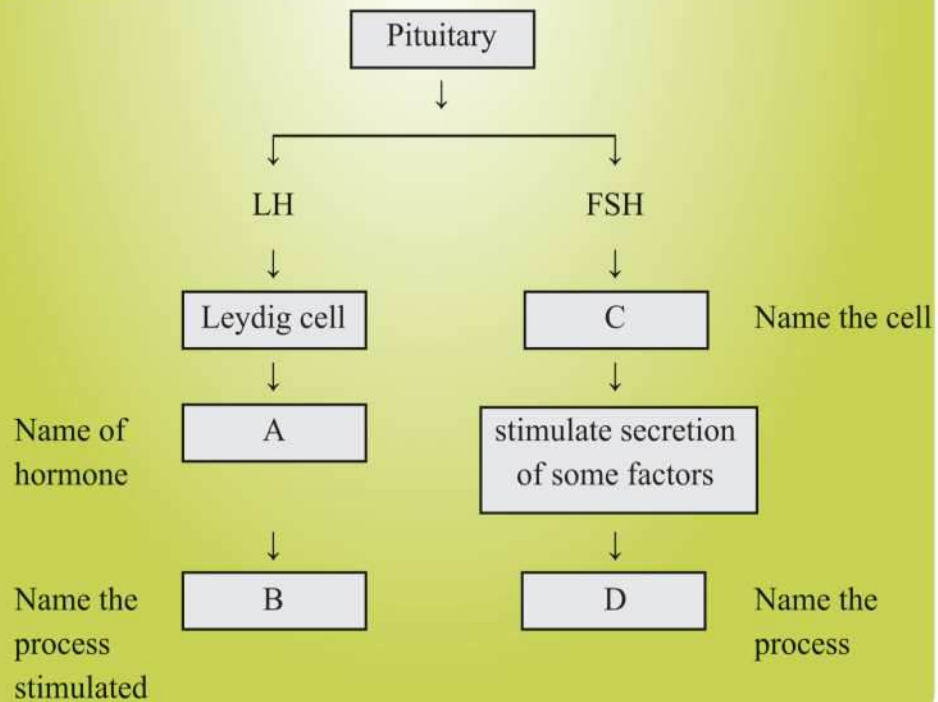 Pituitary
↓
↓ ↓
LH FSH
↓ ↓
Leydig cell C Name the cell
↓ ↓
Name of
hormone
A
stimulate secretion
of some factors
↓ ↓
Name the
process
stimulated
B
D
Name the
process